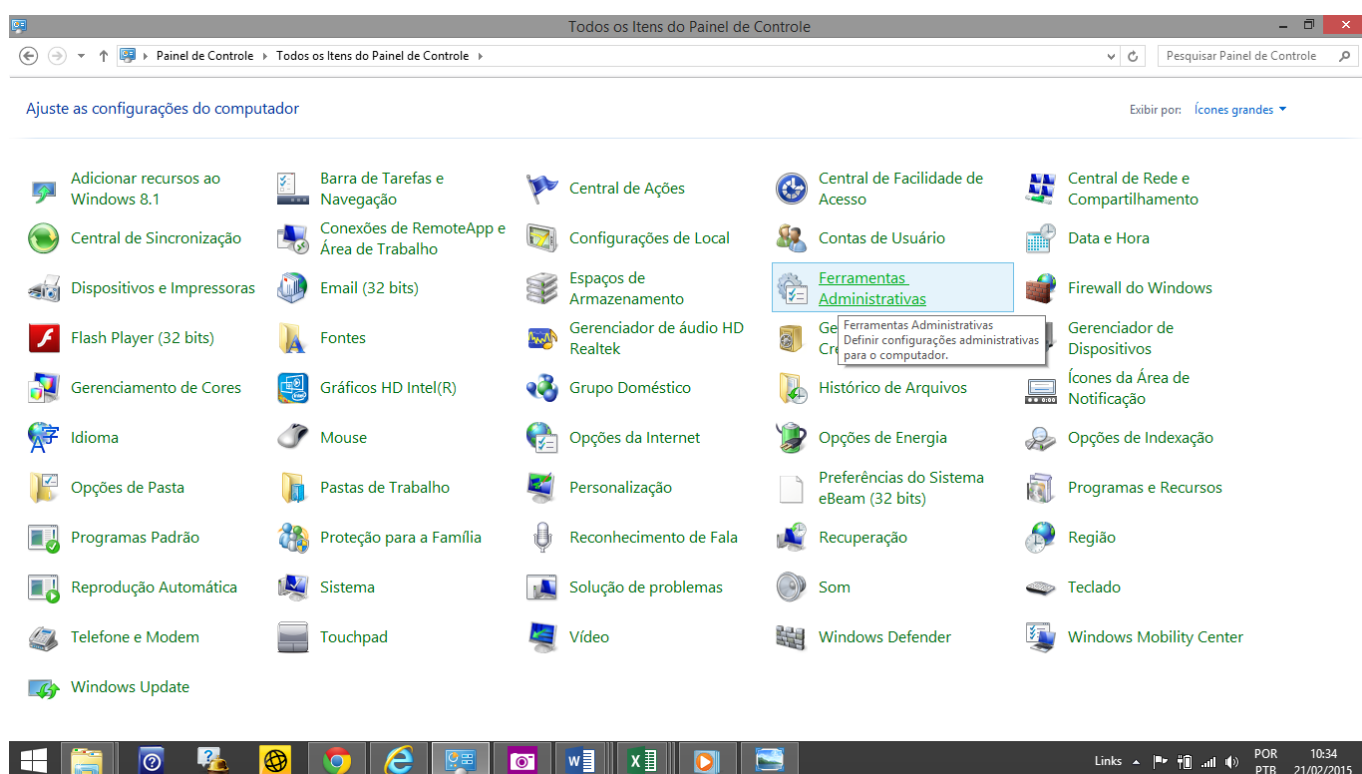 Todos os Itens do Painel de Controle
Painel de Controle Todos os Itens do Painel de Controle
Pesquisar Painel de Controle
Ajuste as configurações do computador
Exibir por: Ícones grandes
Adicionar recursos ao
Windows 8.1
Barra de Tarefas e
Navegação
Central de Ações
Central de Facilidade de
Acesso
Central de Rede e
Compartilhamento
Central de Sincronização
Conexões de RemoteApp e
Área de Trabalho
Configurações de Local
Contas de Usuário
Data e Hora
Dispositivos e Impressoras
Email (32 bits)
Espaços de
Armazenamento
Ferramentas
Administrativas
Firewall do Windows
Flash Player (32 bits)
Fontes
Gerenciador de áudio HD
Realtek
Ferramentas Administrativas
Definir configurações administrativas
para o computador.
Gerenciador de
Dispositivos
Gerenciamento de Cores
Gráficos HD Intel(R)
Grupo Doméstico
Histórico de Arquivos
Ícones da Área de
Notificação
Idioma
Mouse
Opções da Internet
Opções de Energia
Opções de Indexação
Opções de Pasta
Pastas de Trabalho
Personalização
Preferências do Sistema
eBeam (32 bits)
Programas e Recursos
Programas Padrão
Proteção para a Família
Reconhecimento de Fala
Recuperação
Região
Reprodução Automática
Sistema
Solução de problemas
Som
Teclado
Telefone e Modem
Touchpad
Vídeo
Windows Defender
Windows Mobility Center
Windows Update
Links
POR
PTB
10:34
21/02/2015